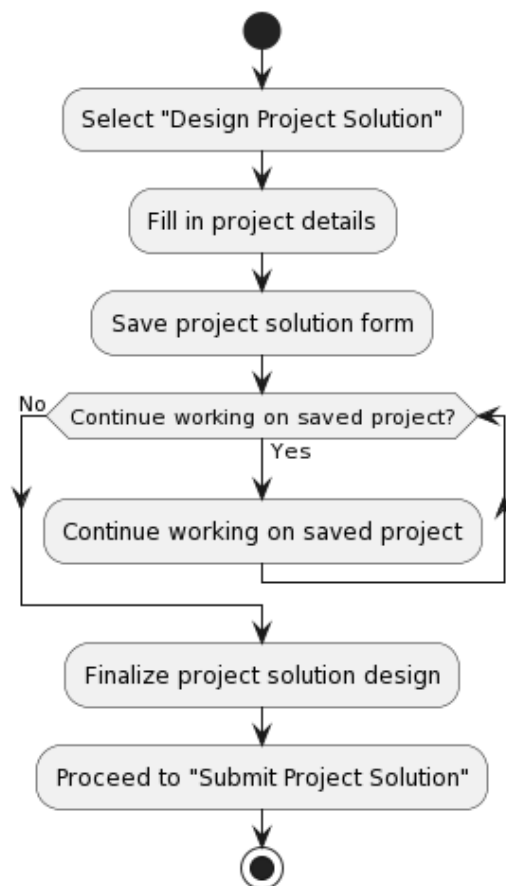 Select "Design Project Solution"
Fill in project details
Save project solution form
No
Continue working on saved project?
Yes
Continue working on saved project
Finalize project solution design
Proceed to "Submit Project Solution"